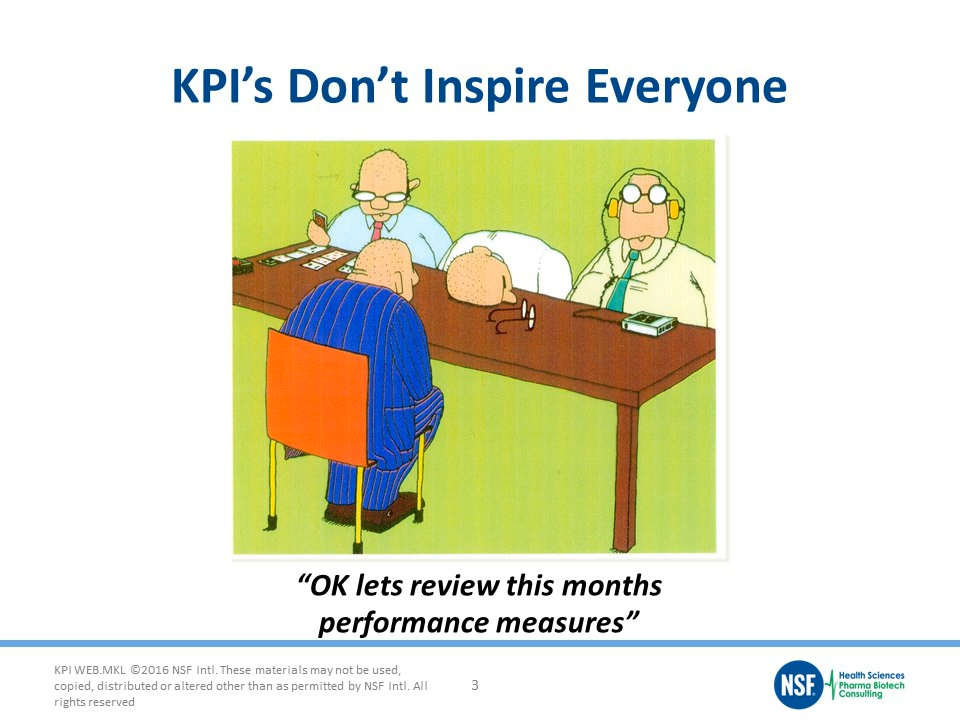 KPI’s Don’t Inspire Everyone
“OK lets review this months
performance measures”
KPI WEB.MKL ©2016 NSF Intl. These materials may not be used,
copied, distributed or altered other than as permitted by NSF Intl. All
rights reserved
3
NSF
Health Sciences
Pharma Biotech
Consulting